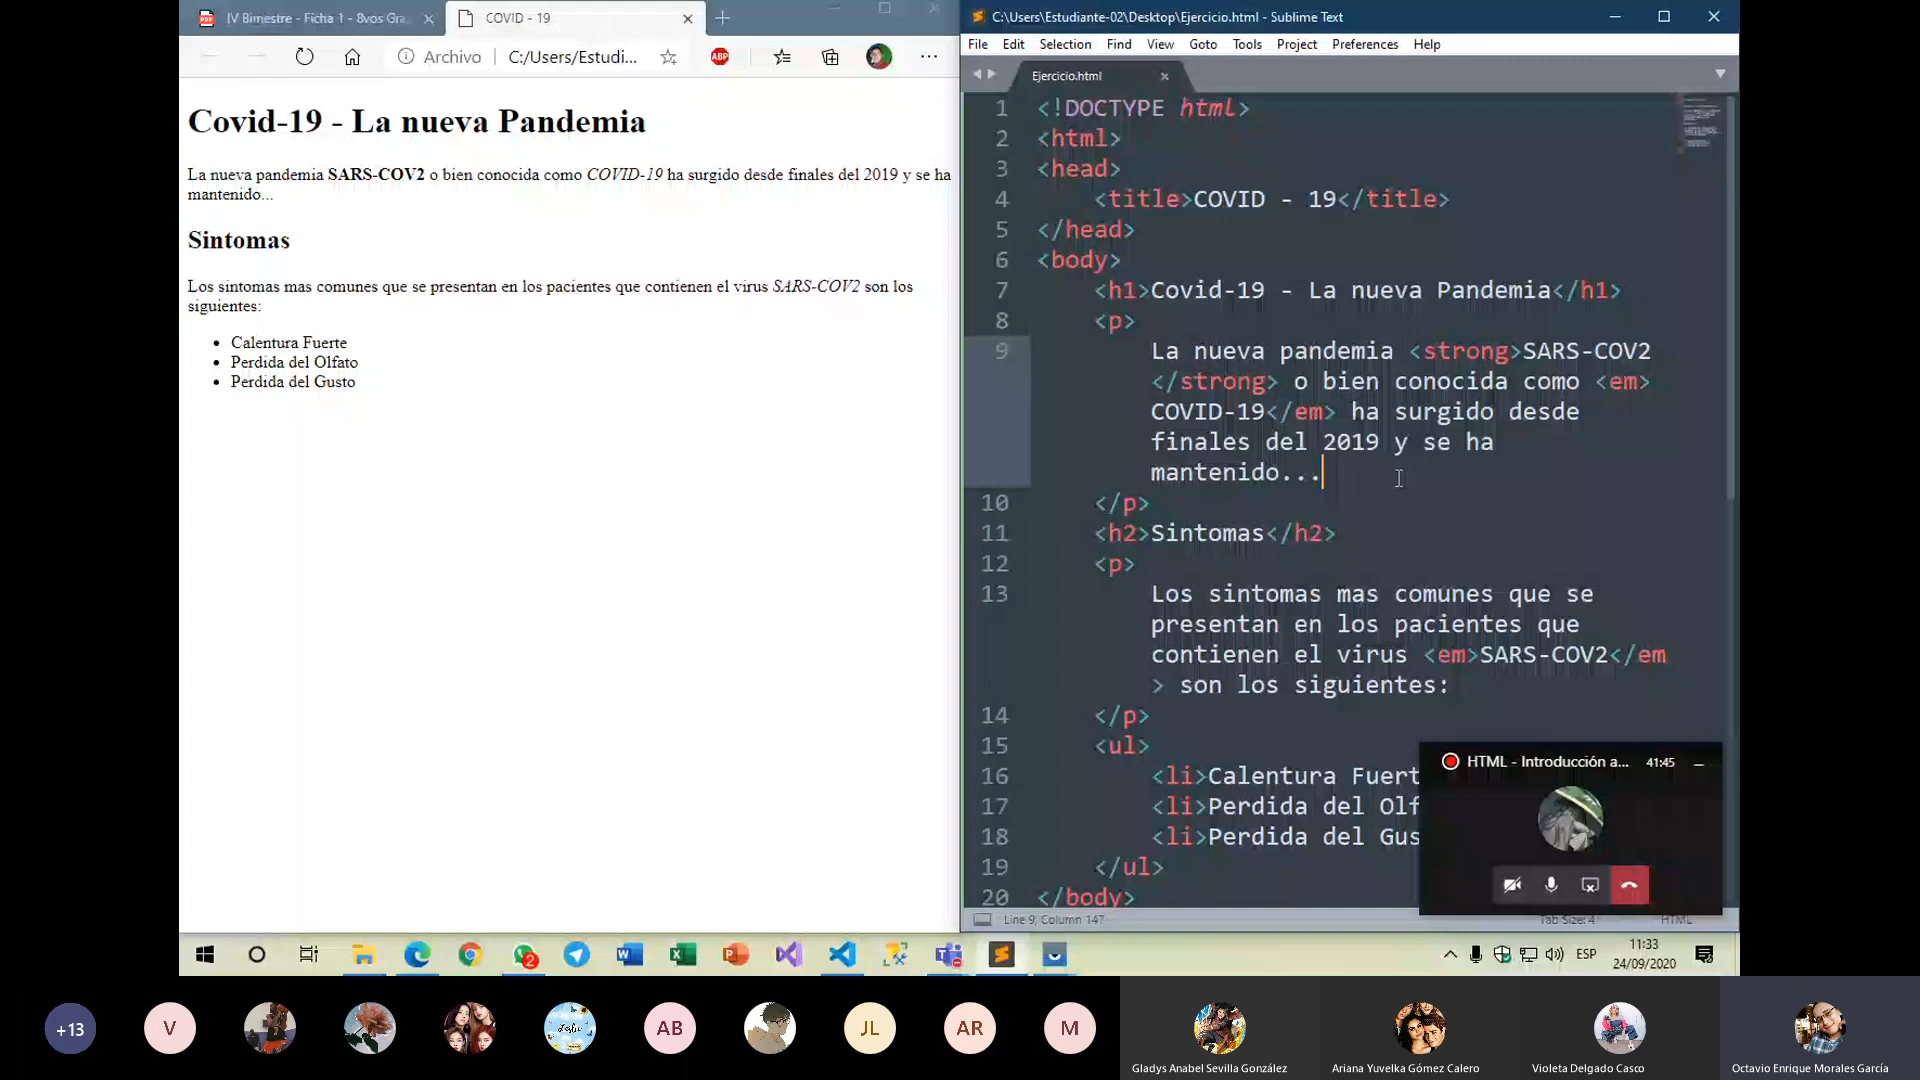 IV Bimestre - Ficha 1 - 8vos Gra
COVID - 19
Archivo
C:/Users/Estudi...
ABP
Covid-19 - La nueva Pandemia
La nueva pandemia SARS-COV2 o bien conocida como COVID-19 ha surgido desde finales del 2019 y se ha
mantenido...
Sintomas
Los sintomas mas comunes que se presentan en los pacientes que contienen el virus SARS-COV2 son los
siguientes:
Calentura Fuerte
Perdida del Olfato
Perdida del Gusto
C:\Users\Estudiante-02\Desktop\Ejercicio.html - Sublime Text
File Edit Selection Find View Goto Tools Project Preferences Help
Ejercicio.html
1 <!DOCTYPE html>
2 <html>
3 <head>
4 <title>COVID - 19</title>
5 </head>
6 <body>
7 <h1>Covid-19 - La nueva Pandemia</h1>
8 <p>
9 La nueva pandemia <strong>SARS-COV2
</strong> o bien conocida como <em>
COVID-19</em> ha surgido desde
finales del 2019 y se ha
mantenido...
10 </p>
11 <h2>Sintomas</h2>
12 <p>
13 Los sintomas mas comunes que se
presentan en los pacientes que
contienen el virus <em>SARS-COV2</em
> son los siguientes:
14 </p>
15 <ul>
16 <li>Calentura Fuert
17 <li>Perdida del Olf
18 <li>Perdida del Gus
19 </ul>
20 </body>
HTML - Introducción a... 41:45
Line 9, Column 147
Tab Size: 4
HTML
2
ESP
11:33
24/09/2020
+13
V
AB
JL
AR
M
Gladys Anabel Sevilla González
Ariana Yuvelka Gómez Calero
Violeta Delgado Casco
Octavio Enrique Morales García